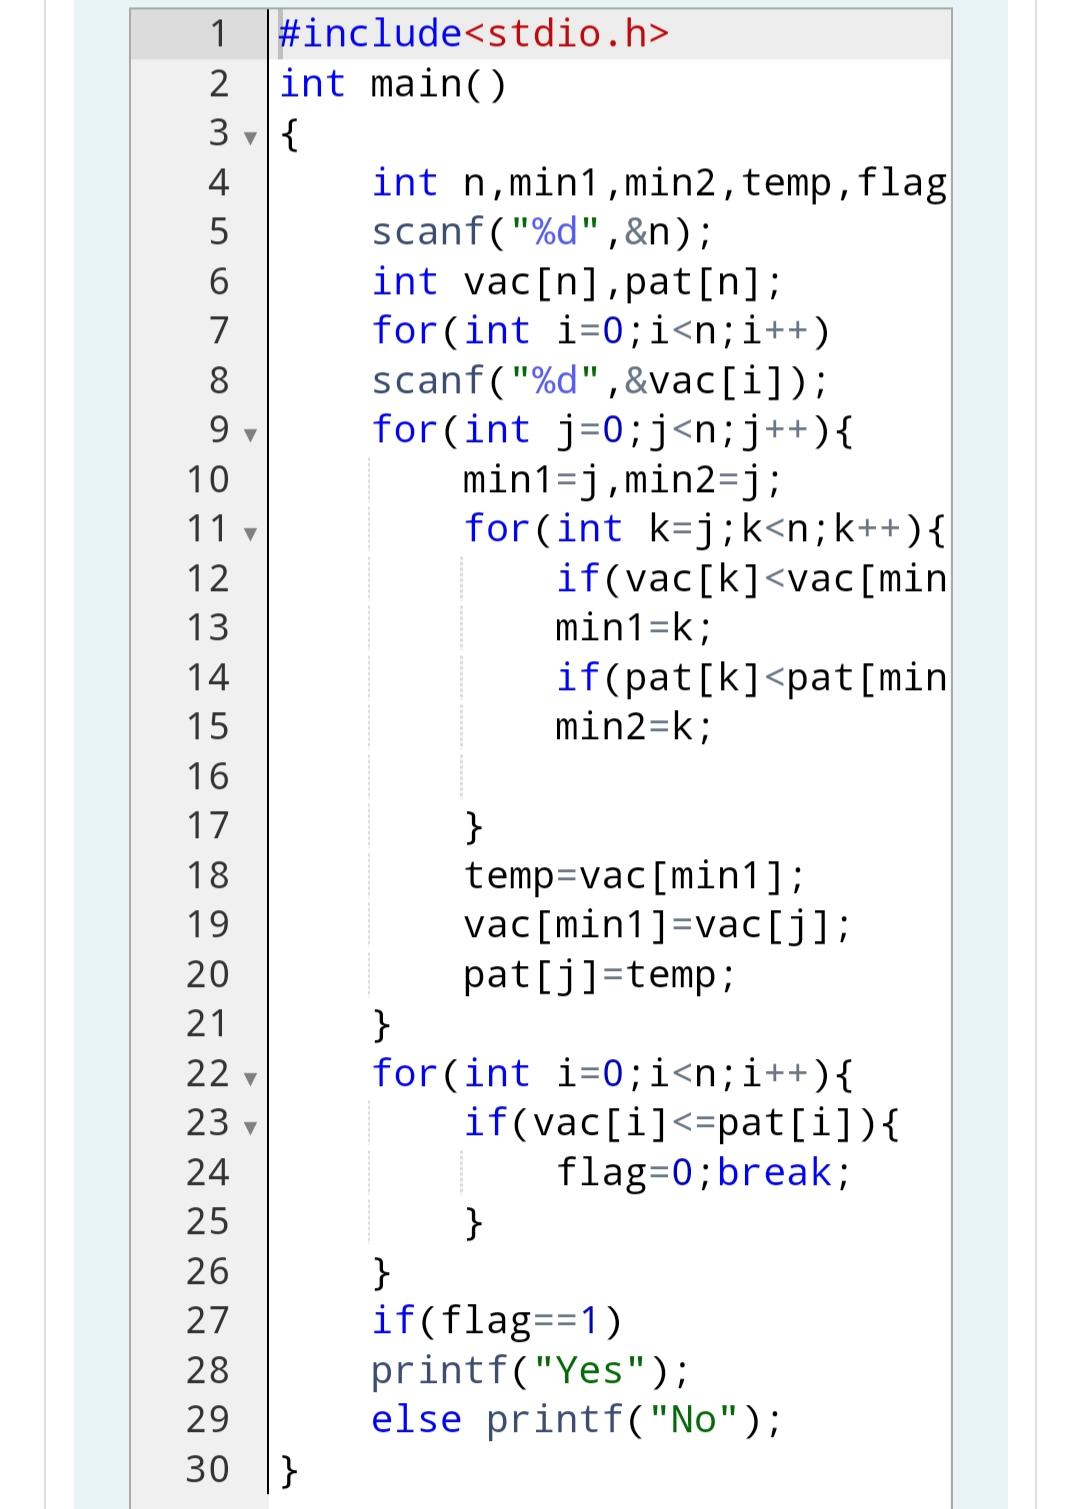 1 #include<stdio.h>
2 int main()
3 {
4 int n,min1,min2,temp,flag
5 scanf("%d",&n);
6 int vac[n],pat[n];
7 for(int i=0;i<n;i++)
8 scanf("%d",&vac[i]);
9 for(int j=0;j<n;j++){
10 min1=j,min2=j;
11 for(int k=j;k<n;k++){
12 if(vac[k]<vac[min
13 min1=k;
14 if(pat[k]<pat[min
15 min2=k;
16
17 }
18 temp=vac[min1];
19 vac[min1]=vac[j];
20 pat[j]=temp;
21 }
22 for(int i=0;i<n;i++){
23 if(vac[i]<=pat[i]){
24 flag=0;break;
25 }
26 }
27 if(flag==1)
28 printf("Yes");
29 else printf("No");
30 }